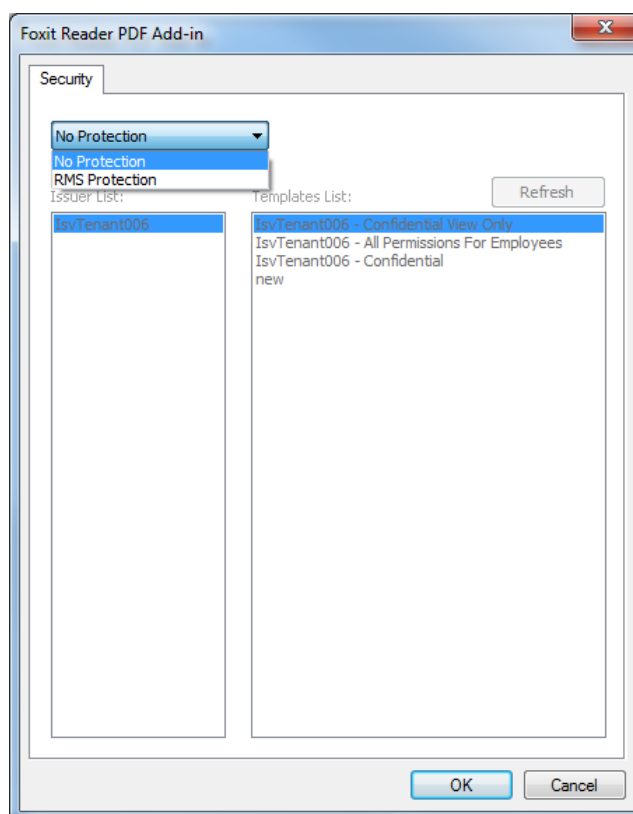 Foxit Reader PDF Add-in
Security
No Protection
No Protection
RMS Protection
Issuer List:
Templates List:
Refresh
IsvTenant006
IsvTenant006 - Confidential View Only
IsvTenant006 - All Permissions For Employees
IsvTenant006 - Confidential
new
OK
Cancel